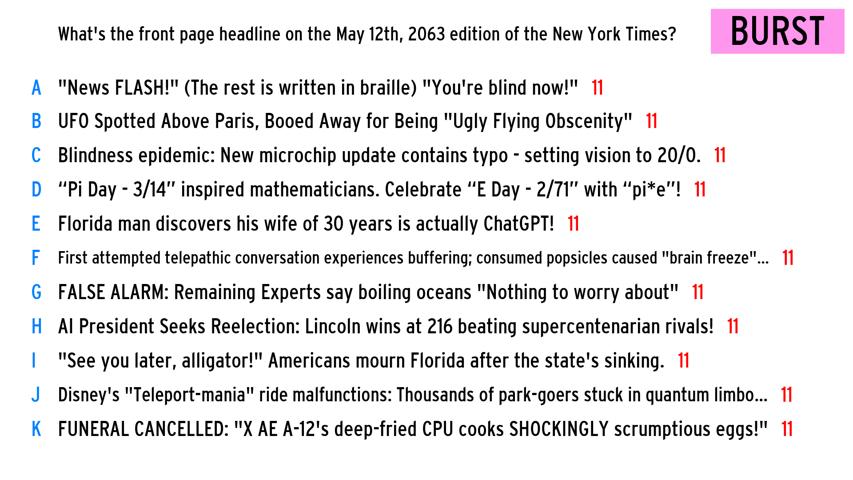 What's the front page headline on the May 12th, 2063 edition of the New York Times?
BURST
A "News FLASH!" (The rest is written in braille) "You're blind now!" 11
B UFO Spotted Above Paris, Booed Away for Being "Ugly Flying Obscenity" 11
C Blindness epidemic: New microchip update contains typo - setting vision to 20/0. 11
D “Pi Day - 3/14” inspired mathematicians. Celebrate “E Day - 2/71” with “pi*e”! 11
E Florida man discovers his wife of 30 years is actually ChatGPT! 11
F First attempted telepathic conversation experiences buffering; consumed popsicles caused "brain freeze"... 11
G FALSE ALARM: Remaining Experts say boiling oceans "Nothing to worry about" 11
H AI President Seeks Reelection: Lincoln wins at 216 beating supercentenarian rivals! 11
I "See you later, alligator!" Americans mourn Florida after the state's sinking. 11
J Disney's "Teleport-mania" ride malfunctions: Thousands of park-goers stuck in quantum limbo... 11
K FUNERAL CANCELLED: "X AE A-12's deep-fried CPU cooks SHOCKINGLY scrumptious eggs!" 11